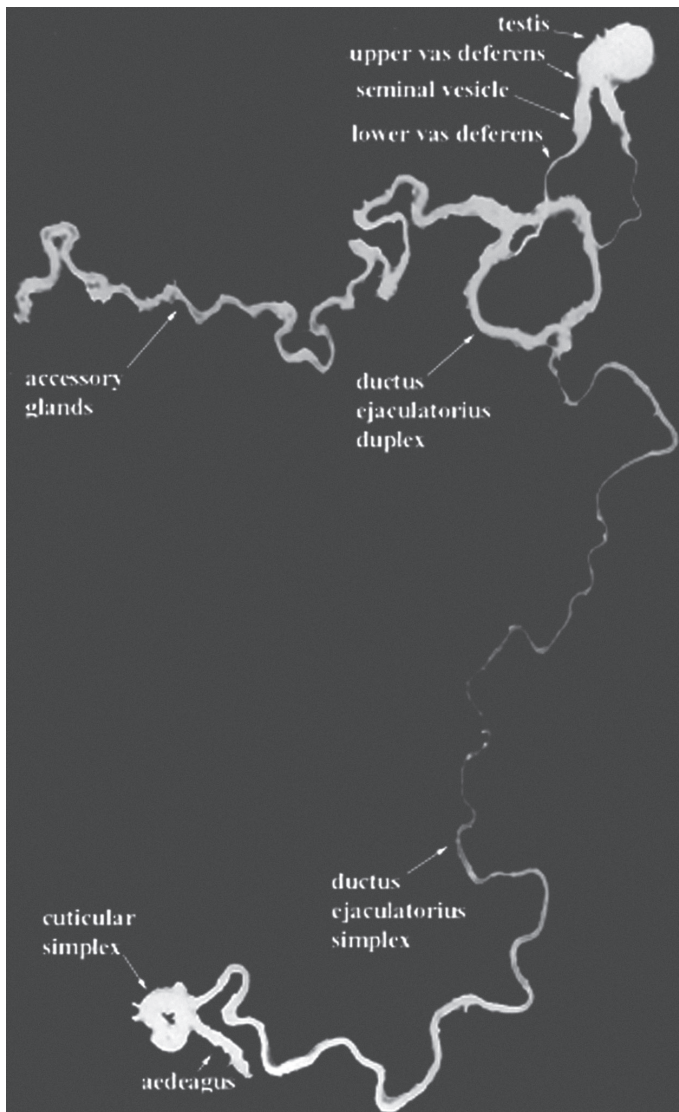 testis
upper vas deferens
seminal vesicle
lower vas deferens
accessory
glands
ductus
ejaculatorius
duplex
ductus
ejaculatorius
simplex
cuticular
simplex
aedeagus